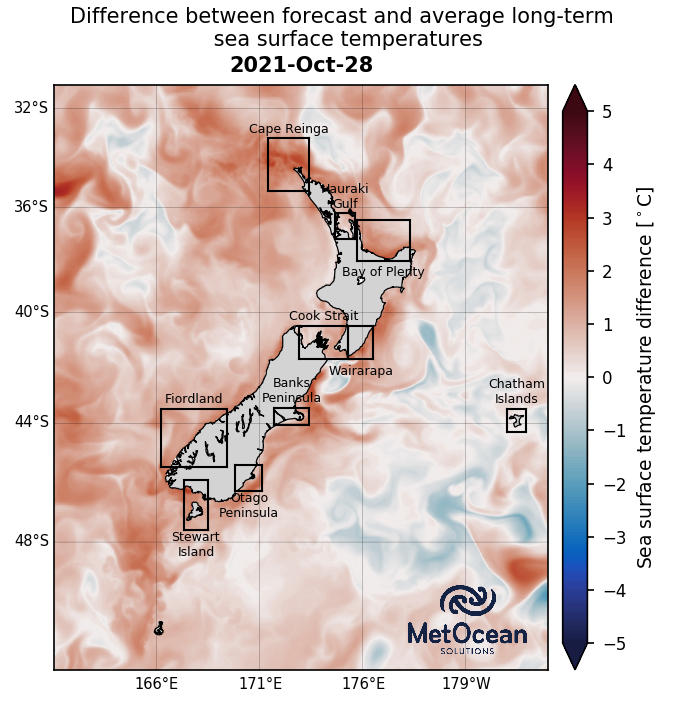 Difference between forecast and average long-term
sea surface temperatures
2021-Oct-28
32°S
36°S
40°S
44°S
48°S
Cape Reinga
Hauraki
Gulf
Bay of Plenty
Cook Strait
Wairarapa
Banks
Peninsula
Fiordland
Chatham
Islands
Otago
Peninsula
Stewart
Island
MetOcean
SOLUTIONS
166°E
171°E
176°E
179°W
5
4
3
2
1
0
−1
−2
−3
−4
−5
Sea surface temperature difference [°C]